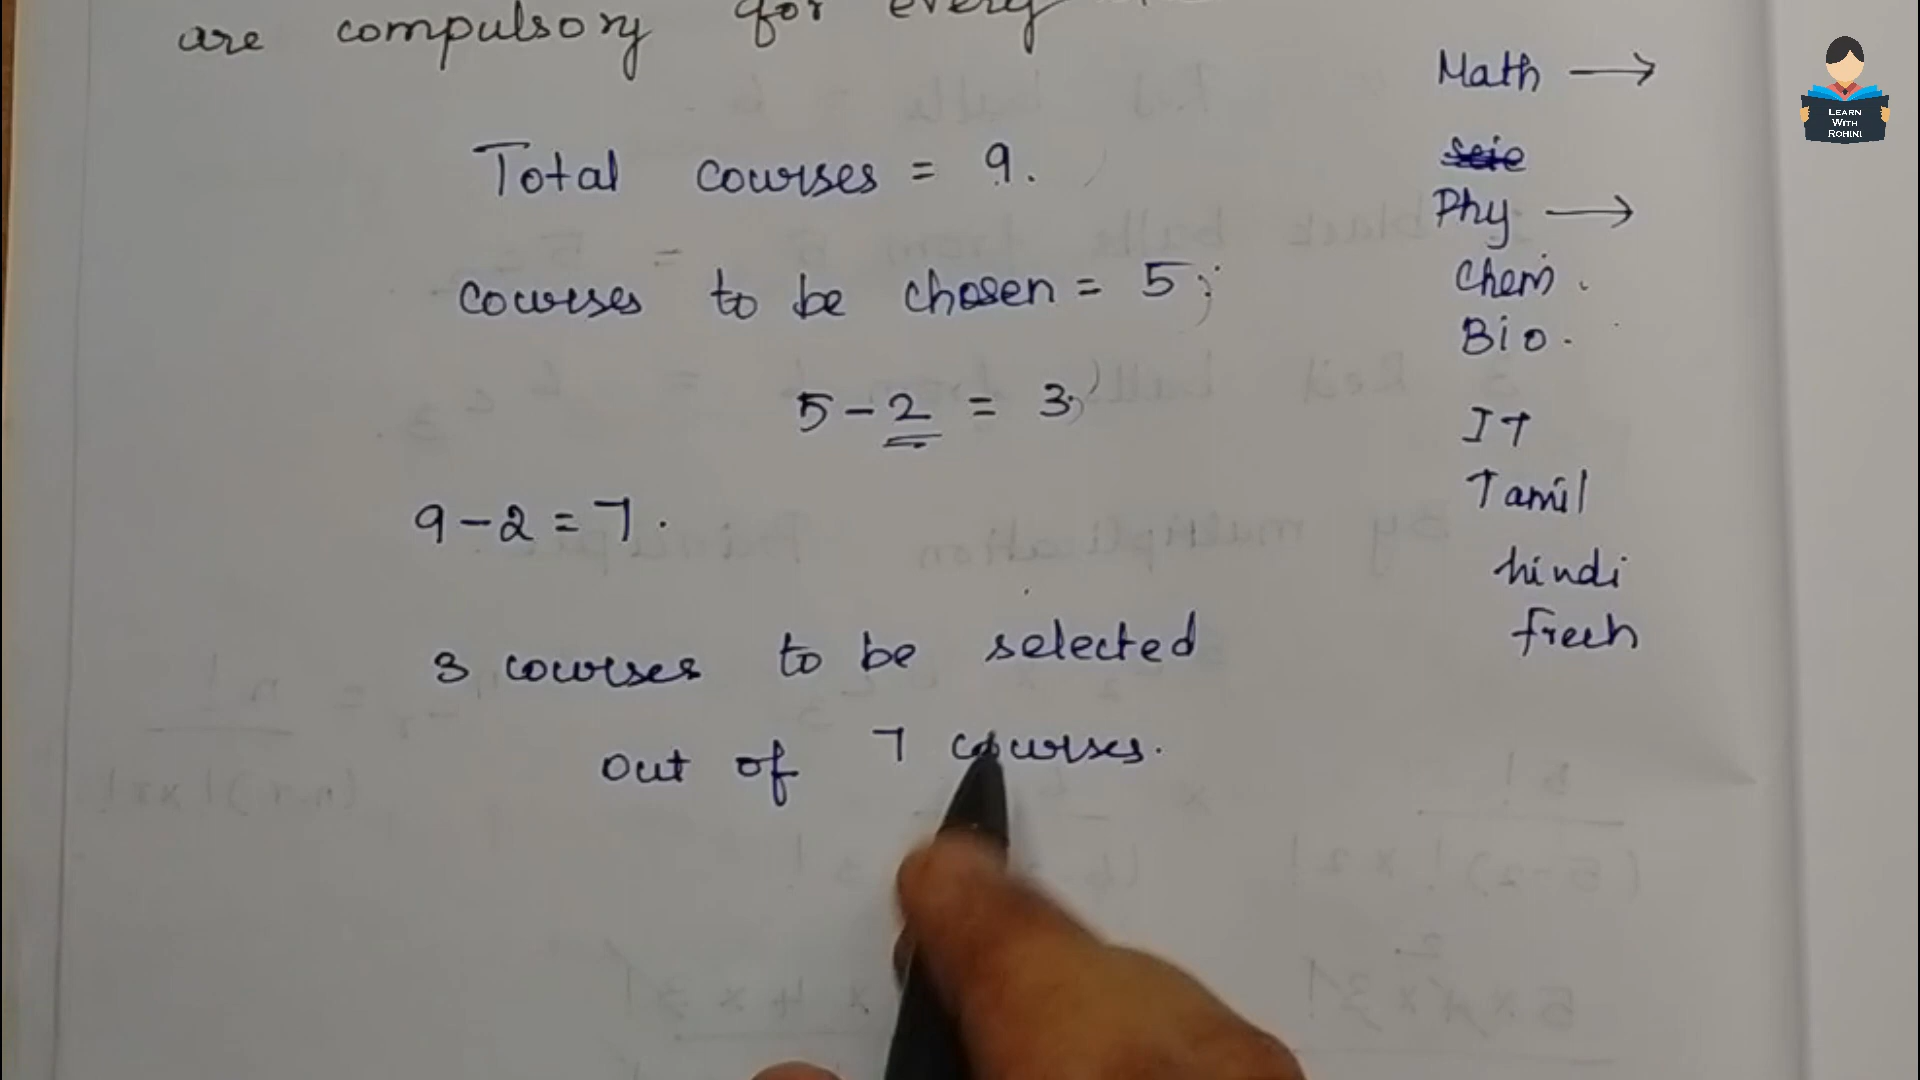 are compulsory for every
Total courses = 9.
courses to be chosen = 5;
5 - 2 = 3;
9 - 2 = 7.
3 courses to be selected
out of 7 courses.
Math →
Phy →
Chem.
Bio.
IT
Tamil
hindi
frech
LEARN
WITH
ROHINI